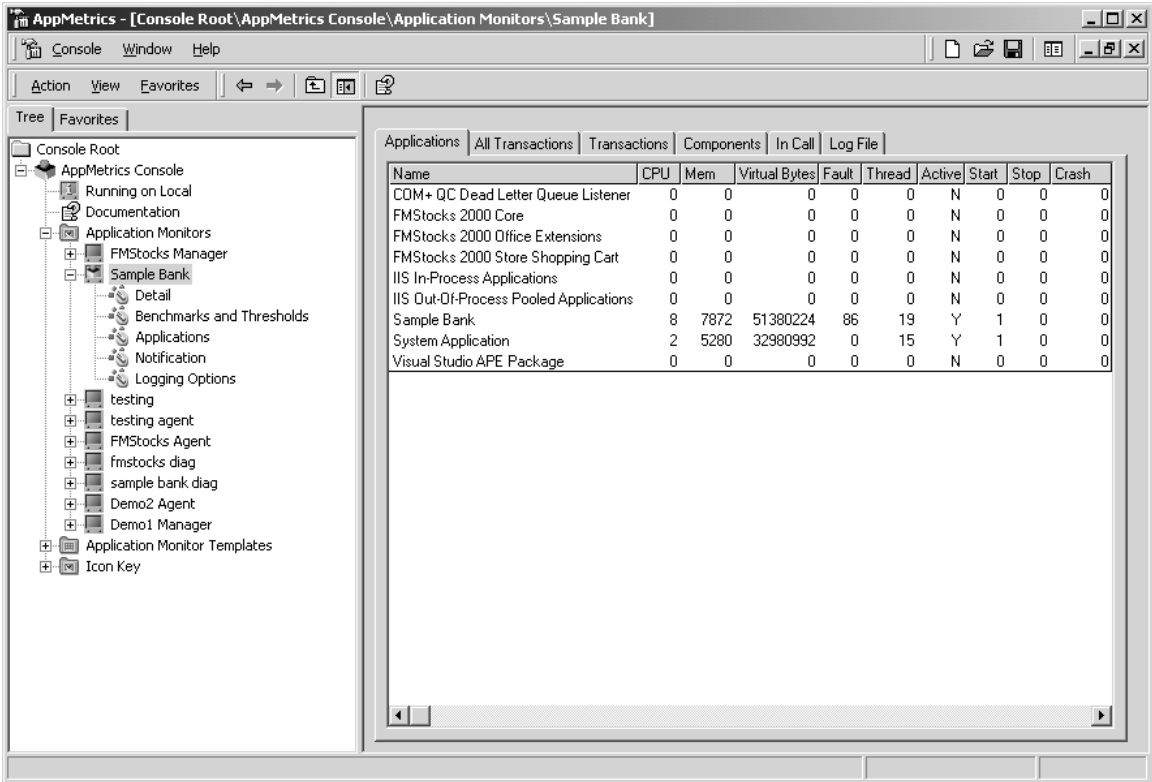 AppMetrics - [Console Root\AppMetrics Console\Application Monitors\Sample Bank]
Console Window Help
Action View Favorites
Tree Favorites
Console Root
AppMetrics Console
Running on Local
Documentation
Application Monitors
FMStocks Manager
Sample Bank
Detail
Benchmarks and Thresholds
Applications
Notification
Logging Options
testing
testing agent
FMStocks Agent
fmstocks diag
sample bank diag
Demo2 Agent
Demo1 Manager
Application Monitor Templates
Icon Key
Applications All Transactions Transactions Components In Call Log File
Name CPU Mem Virtual Bytes Fault Thread Active Start Stop Crash
COM+ QC Dead Letter Queue Listener 0 0 0 0 0 N 0 0 0
FMStocks 2000 Core 0 0 0 0 0 N 0 0 0
FMStocks 2000 Office Extensions 0 0 0 0 0 N 0 0 0
FMStocks 2000 Store Shopping Cart 0 0 0 0 0 N 0 0 0
IIS In-Process Applications 0 0 0 0 0 N 0 0 0
IIS Out-Of-Process Pooled Applications 0 0 0 0 0 N 0 0 0
Sample Bank 8 7872 51380224 86 19 Y 1 0 0
System Application 2 5280 32980992 0 15 Y 1 0 0
Visual Studio APE Package 0 0 0 0 0 N 0 0 0